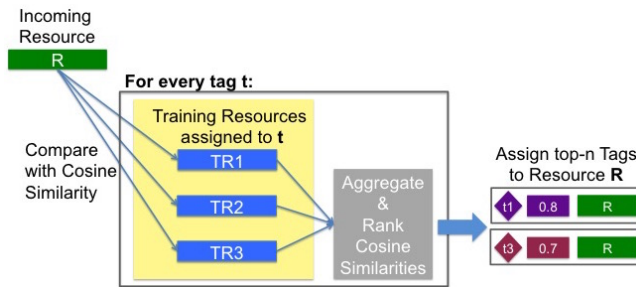 Incoming
Resource
R
For every tag t:
Training Resources
assigned to t
Compare
with Cosine
Similarity
TR1
TR2
TR3
Aggregate
&
Rank
Cosine
Similarities
Assign top-n Tags
to Resource R
t1 0.8 R
t3 0.7 R